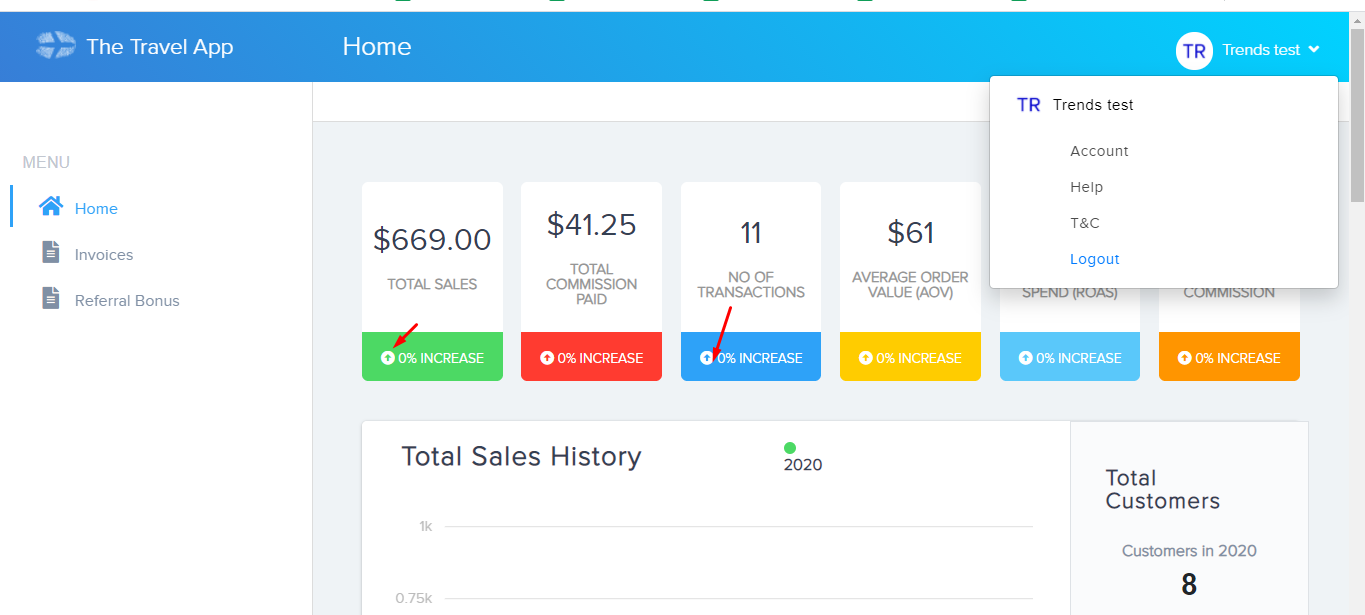 The Travel App
Home
TR Trends test
TR Trends test
Account
Help
T&C
Logout
MENU
Home
Invoices
Referral Bonus
$669.00
TOTAL SALES
0% INCREASE
$41.25
TOTAL
COMMISSION
PAID
0% INCREASE
11
NO OF
TRANSACTIONS
0% INCREASE
$61
AVERAGE ORDER
VALUE (AOV)
0% INCREASE
SPEND (ROAS)
0% INCREASE
COMMISSION
0% INCREASE
Total Sales History
2020
1k
0.75k
Total
Customers
Customers in 2020
8